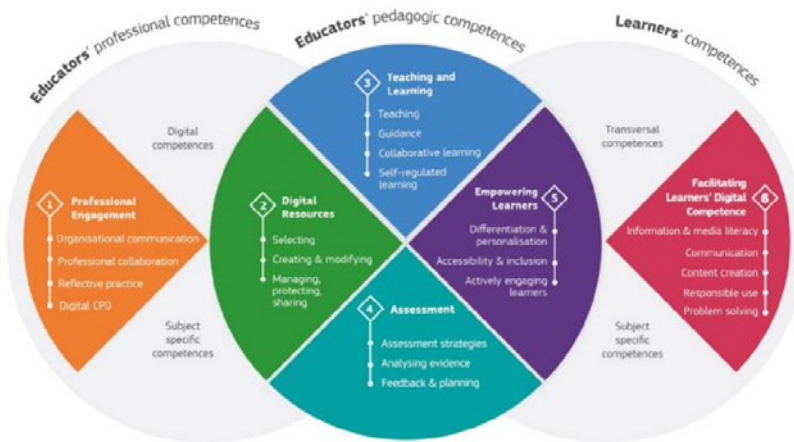 Educators' professional competences
Educators' pedagogic competences
Learners' competences
Digital
competences
Subject
specific
competences
1
Professional
Engagement
Organisational communication
Professional collaboration
Reflective practice
Digital CPD
2
Digital
Resources
Selecting
Creating & modifying
Managing,
protecting,
sharing
3
Teaching and
Learning
Teaching
Guidance
Collaborative learning
Self-regulated
learning
4
Assessment
Assessment strategies
Analysing evidence
Feedback & planning
5
Empowering
Learners
Differentiation &
personalisation
Accessibility & inclusion
Actively engaging
learners
Transversal
competences
Subject
specific
competences
6
Facilitating
Learners' Digital
Competence
Information & media literacy
Communication
Content creation
Responsible use
Problem solving